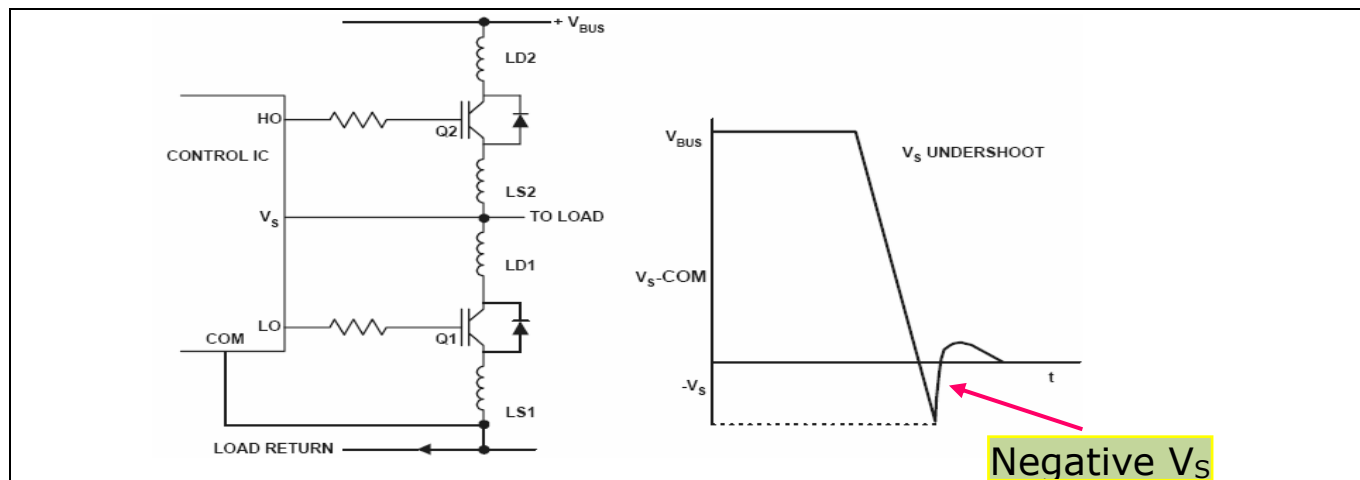 + VBUS
LD2
HO
Q2
CONTROL IC
LS2
VS
TO LOAD
LD1
LO
Q1
COM
LS1
LOAD RETURN
VBUS
VS UNDERSHOOT
VS-COM
t
-VS
Negative VS